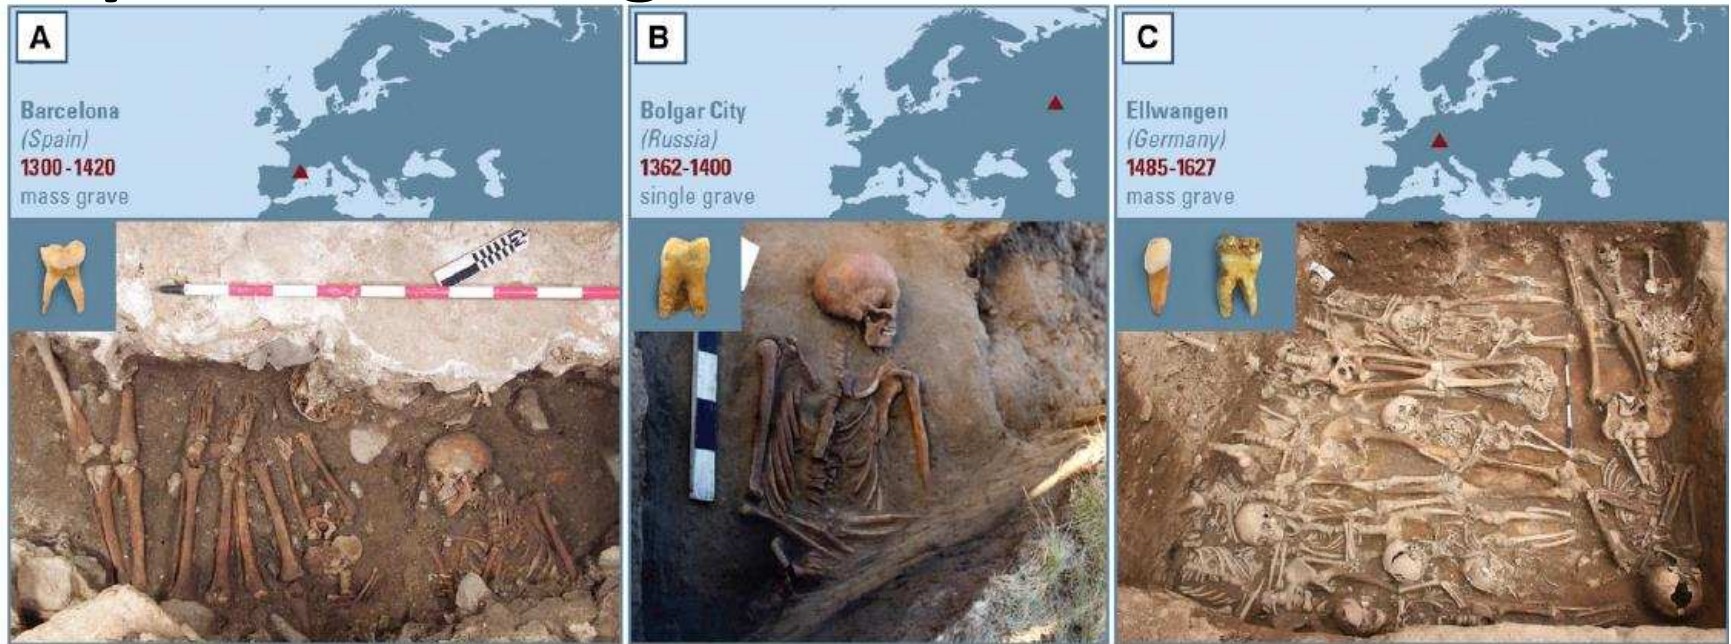 A
Barcelona
(Spain)
1300-1420
mass grave
B
Bolgar City
(Russia)
1362-1400
single grave
C
Ellwangen
(Germany)
1485-1627
mass grave